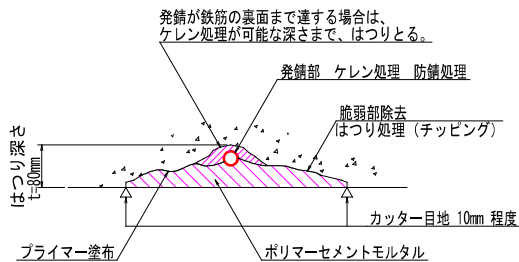 発錆が鉄筋の裏面まで達する場合は、
ケレン処理が可能な深さまで、はつりとる。
発錆部 ケレン処理 防錆処理
脆弱部除去
はつり処理（チッピング）
はつり深さ
t=80mm
カッター目地 10mm 程度
プライマー塗布
ポリマーセメントモルタル